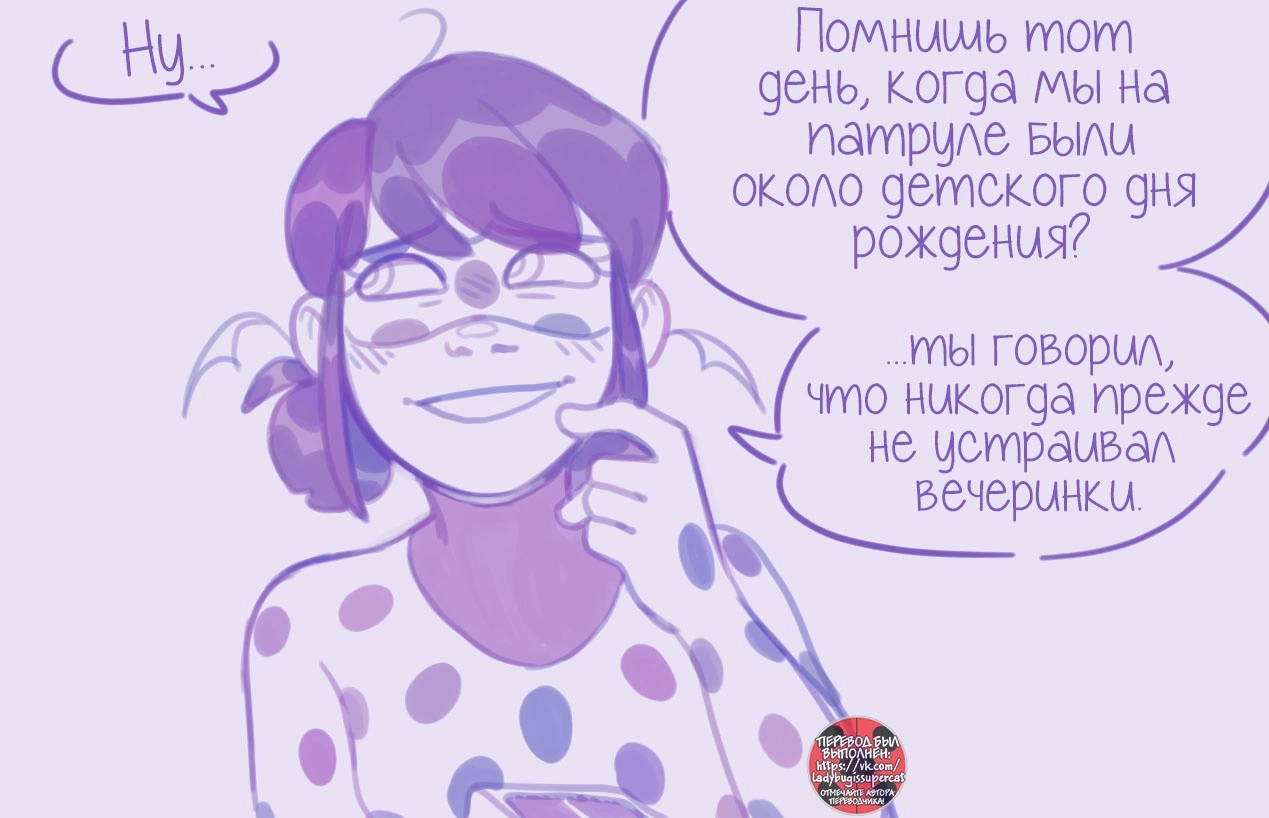 Ну...
Помнишь тот
день, когда мы на
патруле были
около детского дня
рождения?
...ты говорил,
что никогда прежде
не устраивал
вечеринки.
ПЕРЕВОД БЫЛ
ВЫПОЛНЕН:
https://vk.com/
ladybugissupercat
ОТМЕЧАЙТЕ АВТОРА
ПЕРЕВОДЧИКА!